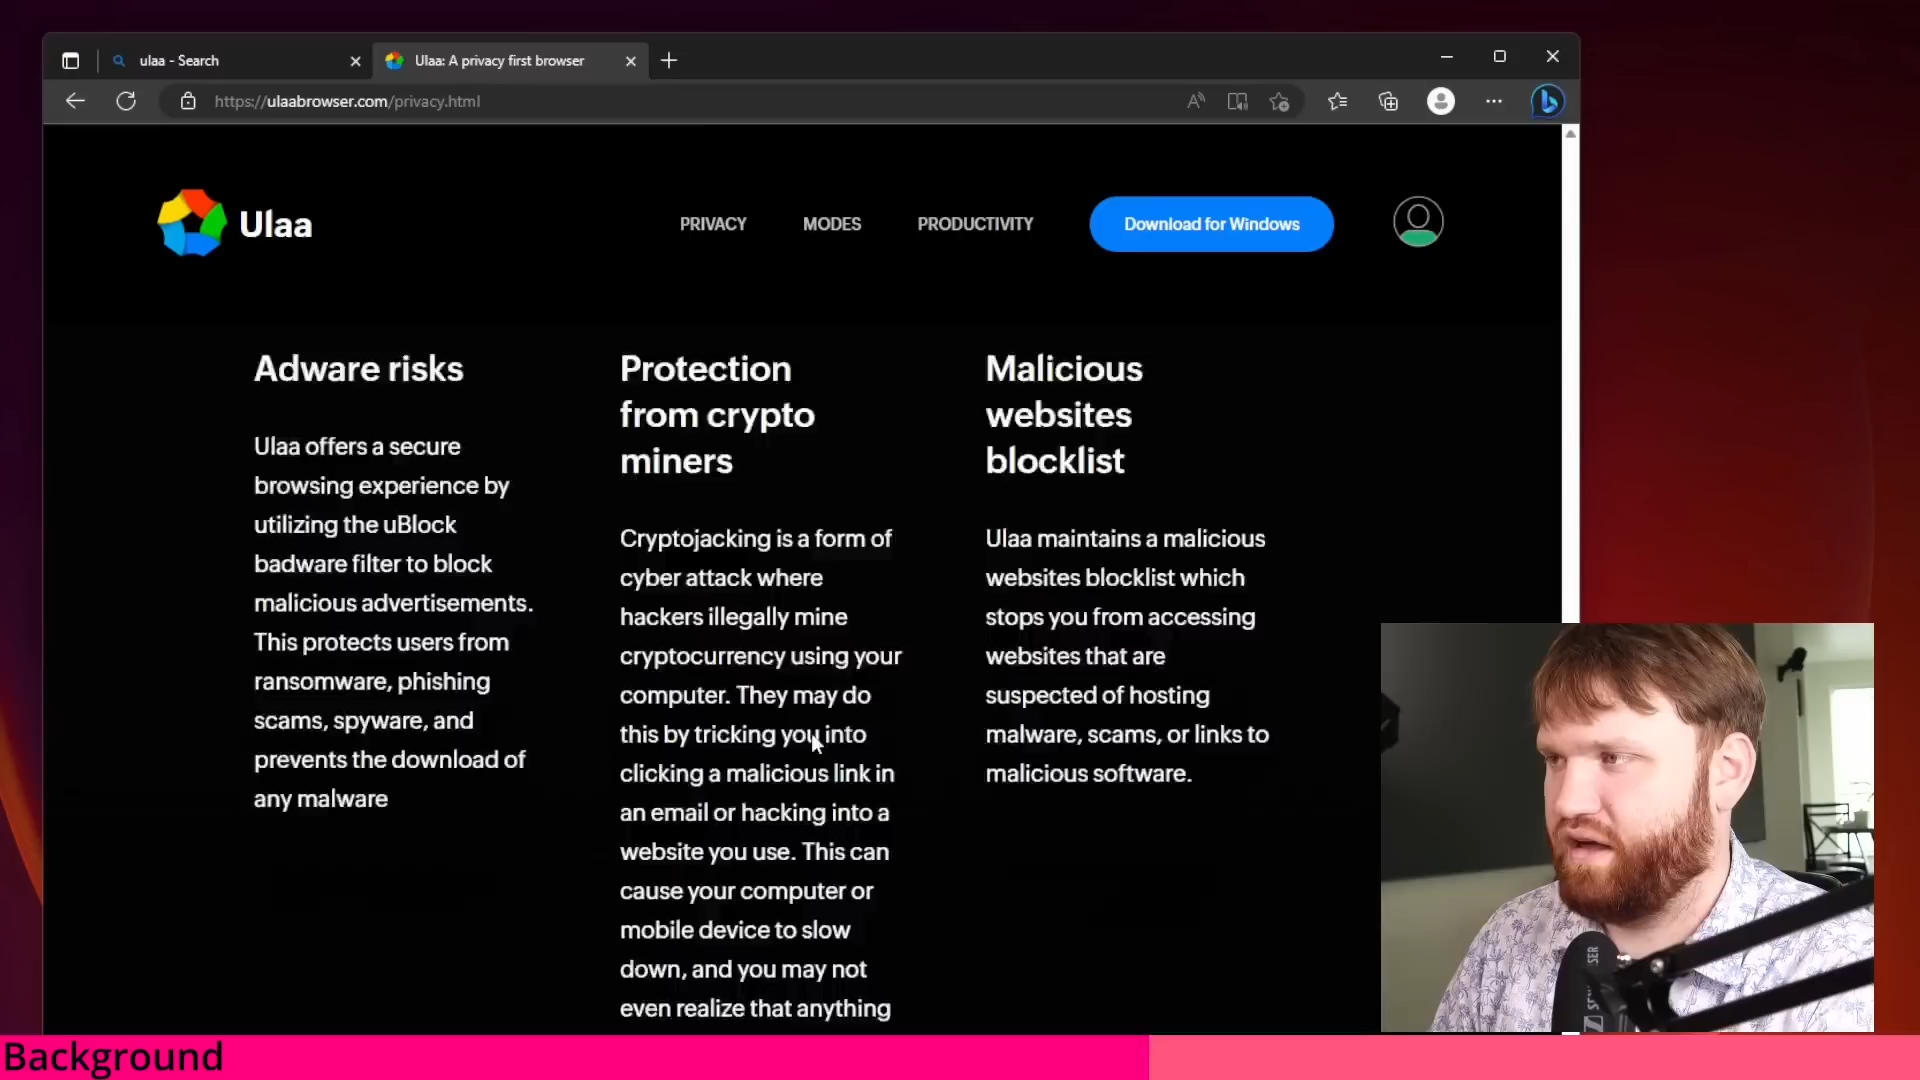 ulaa - Search
Ulaa: A privacy first browser
https://ulaabrowser.com/privacy.html
Ulaa
PRIVACY
MODES
PRODUCTIVITY
Download for Windows
Adware risks
Ulaa offers a secure
browsing experience by
utilizing the uBlock
badware filter to block
malicious advertisements.
This protects users from
ransomware, phishing
scams, spyware, and
prevents the download of
any malware
Protection
from crypto
miners
Cryptojacking is a form of
cyber attack where
hackers illegally mine
cryptocurrency using your
computer. They may do
this by tricking you into
clicking a malicious link in
an email or hacking into a
website you use. This can
cause your computer or
mobile device to slow
down, and you may not
even realize that anything
Malicious
websites
blocklist
Ulaa maintains a malicious
websites blocklist which
stops you from accessing
websites that are
suspected of hosting
malware, scams, or links to
malicious software.
Background